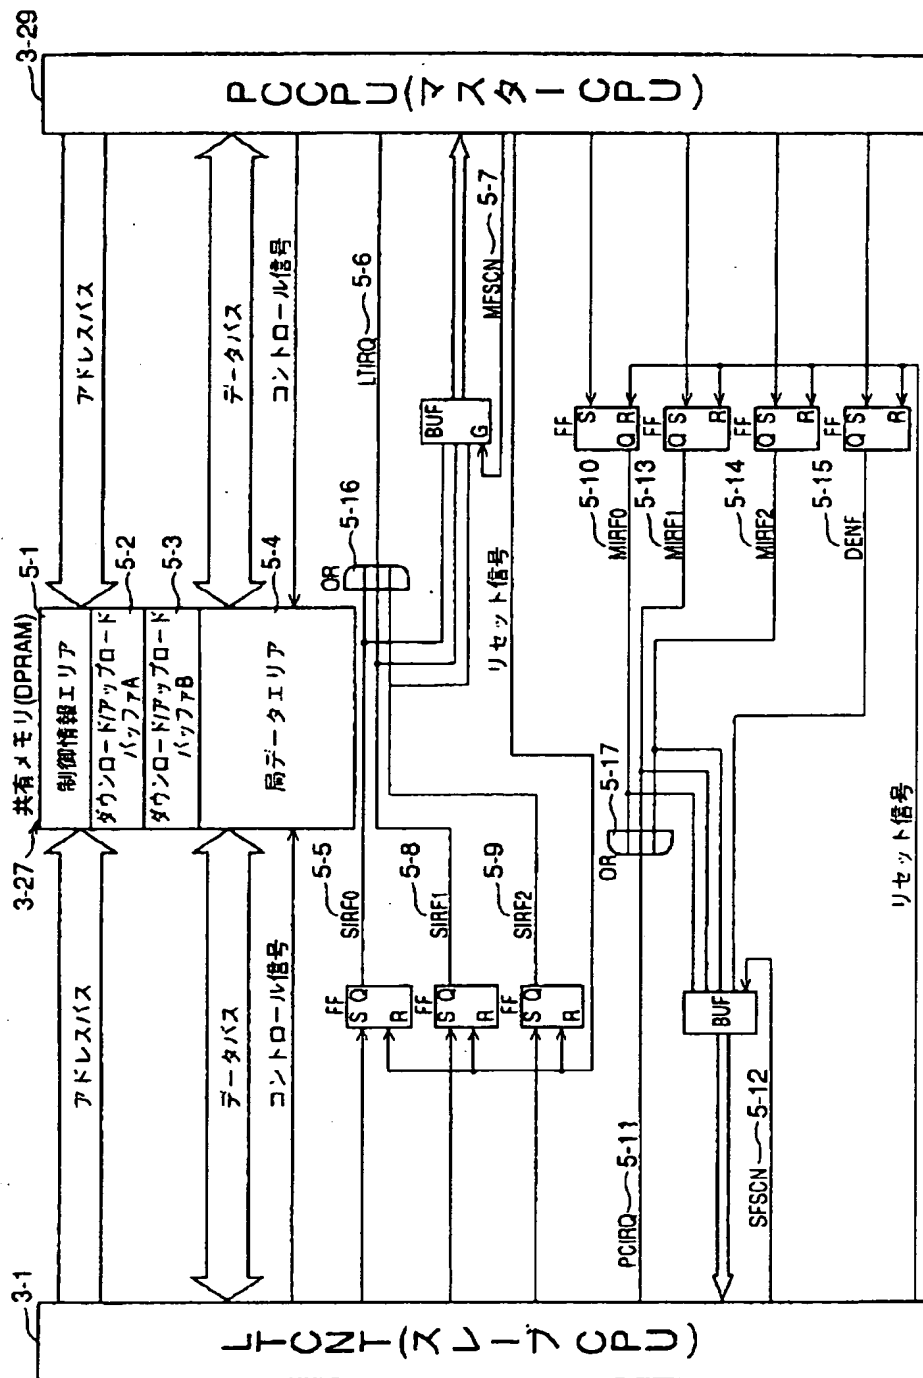 3-27
共有メモリ(DPRAM)
5-1
3-1
3-29
制御情報エリア
ダウンロード/アップロード
バッファA
5-2
ダウンロード/アップロード
バッファB
5-3
局データエリア
5-4
LTCNT(スレーブCPU)
PCCPU(マスターCPU)
アドレスバス
アドレスバス
データバス
データバス
コントロール信号
コントロール信号
5-5
SIRF0
FF
S Q
R
5-8
SIRF1
FF
S Q
R
5-9
SIRF2
FF
S Q
R
OR
5-16
LTIRQ 5-6
BUF
G
MFSCN 5-7
リセット信号
FF
S
Q R
5-10
MIRF0
FF
Q S
R
5-13
MIRF1
FF
Q S
R
5-14
MIRF2
FF
Q S
R
5-15
DENF
OR
5-17
PCIRQ 5-11
BUF
SFSCN 5-12
リセット信号